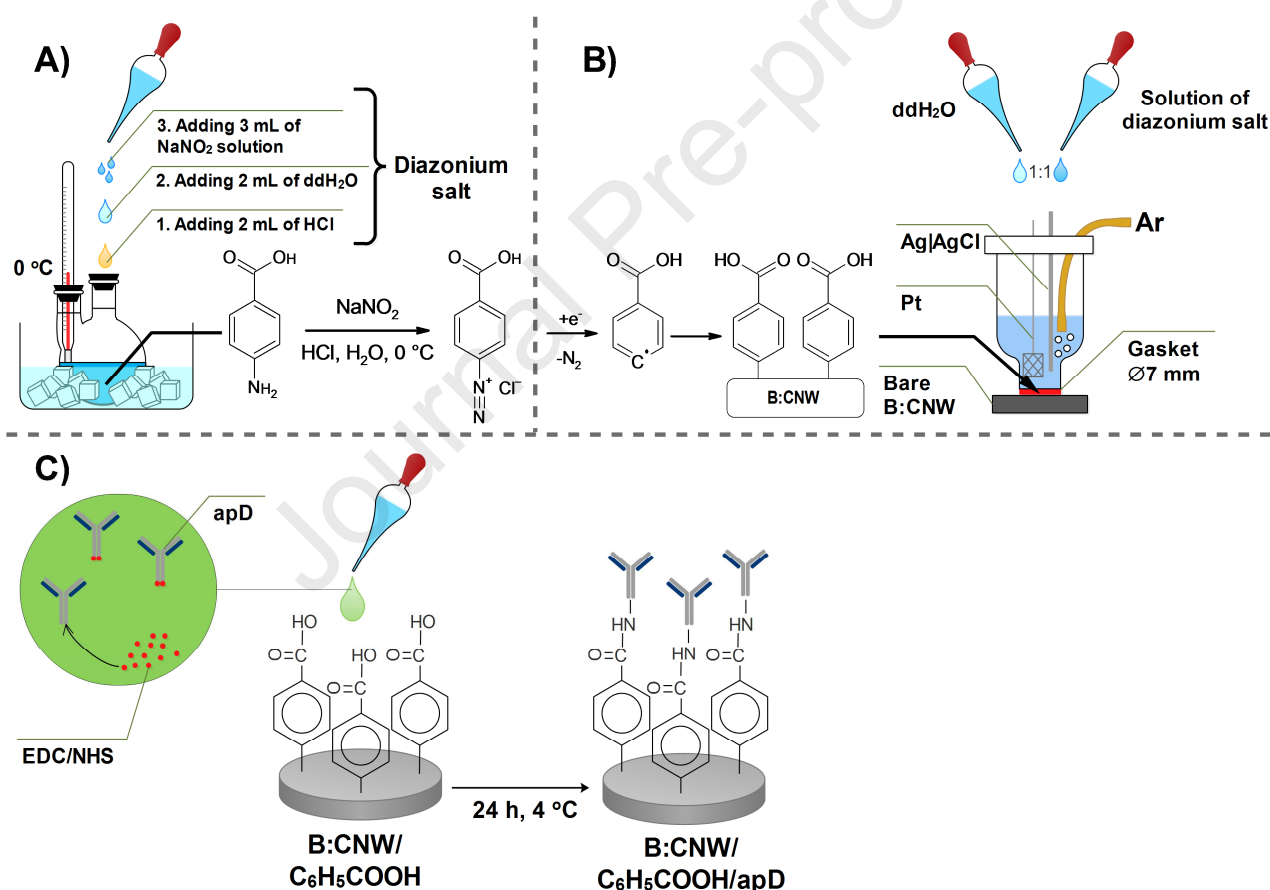 A)
3. Adding 3 mL of
NaNO₂ solution
2. Adding 2 mL of ddH₂O
1. Adding 2 mL of HCl
Diazonium
salt
0 °C
O
OH
NH₂
NaNO₂
HCl, H₂O, 0 °C
O
OH
N⁺ Cl⁻
N
B)
+e⁻
-N₂
O
OH
C•
HO
O
O
OH
B:CNW
ddH₂O
Solution of
diazonium salt
1:1
Ag|AgCl
Ar
Pt
Bare
B:CNW
Gasket
Ø7 mm
C)
apD
EDC/NHS
HO
O=C
HO
O=C
HO
O=C
B:CNW/
C₆H₅COOH
24 h, 4 °C
HN
O=C
HN
O=C
HN
O=C
B:CNW/
C₆H₅COOH/apD
Journal Pre-pro